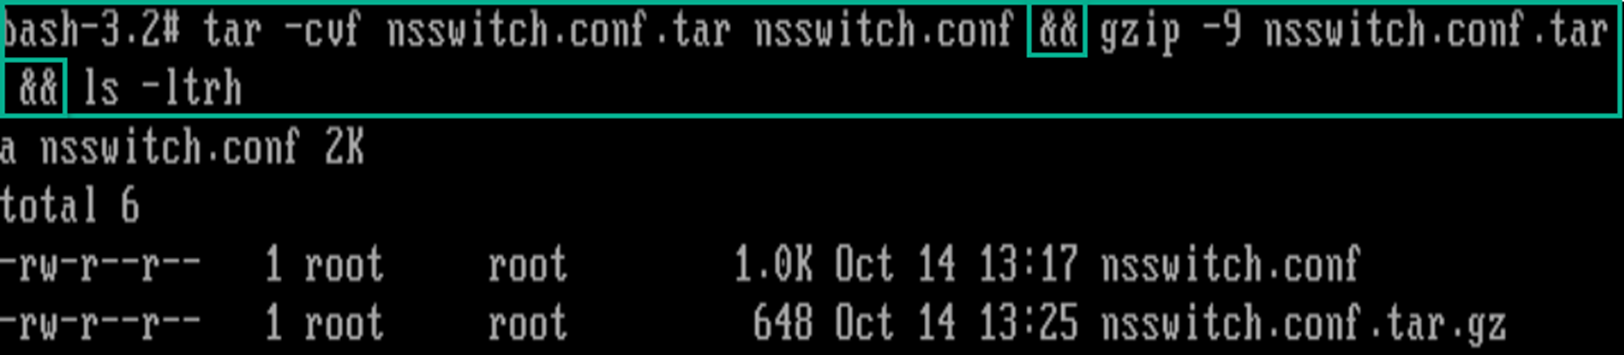 bash-3.2# tar -cvf nsswitch.conf.tar nsswitch.conf && gzip -9 nsswitch.conf.tar
 && ls -ltrh
a nsswitch.conf 2K
total 6
-rw-r--r--   1 root     root        1.0K Oct 14 13:17 nsswitch.conf
-rw-r--r--   1 root     root         648 Oct 14 13:25 nsswitch.conf.tar.gz